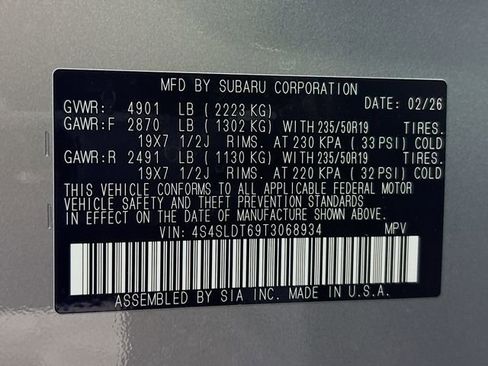 MFD BY SUBARU CORPORATION
GVWR: 4901 LB ( 2223 KG) DATE: 02/26
GAWR:F 2870 LB ( 1302 KG) WITH 235/50R19 TIRES.
19X7 1/2J RIMS. AT 230 KPA ( 33 PSI) COLD
GAWR:R 2491 LB ( 1130 KG) WITH 235/50R19 TIRES.
19X7 1/2J RIMS. AT 220 KPA ( 32 PSI) COLD
THIS VEHICLE CONFORMS TO ALL APPLICABLE FEDERAL MOTOR
VEHICLE SAFETY AND THEFT PREVENTION STANDARDS
IN EFFECT ON THE DATE OF MANUFACTURE SHOWN ABOVE.
VIN: 4S4SLDT69T3068934 MPV
ASSEMBLED BY SIA INC. MADE IN U.S.A.